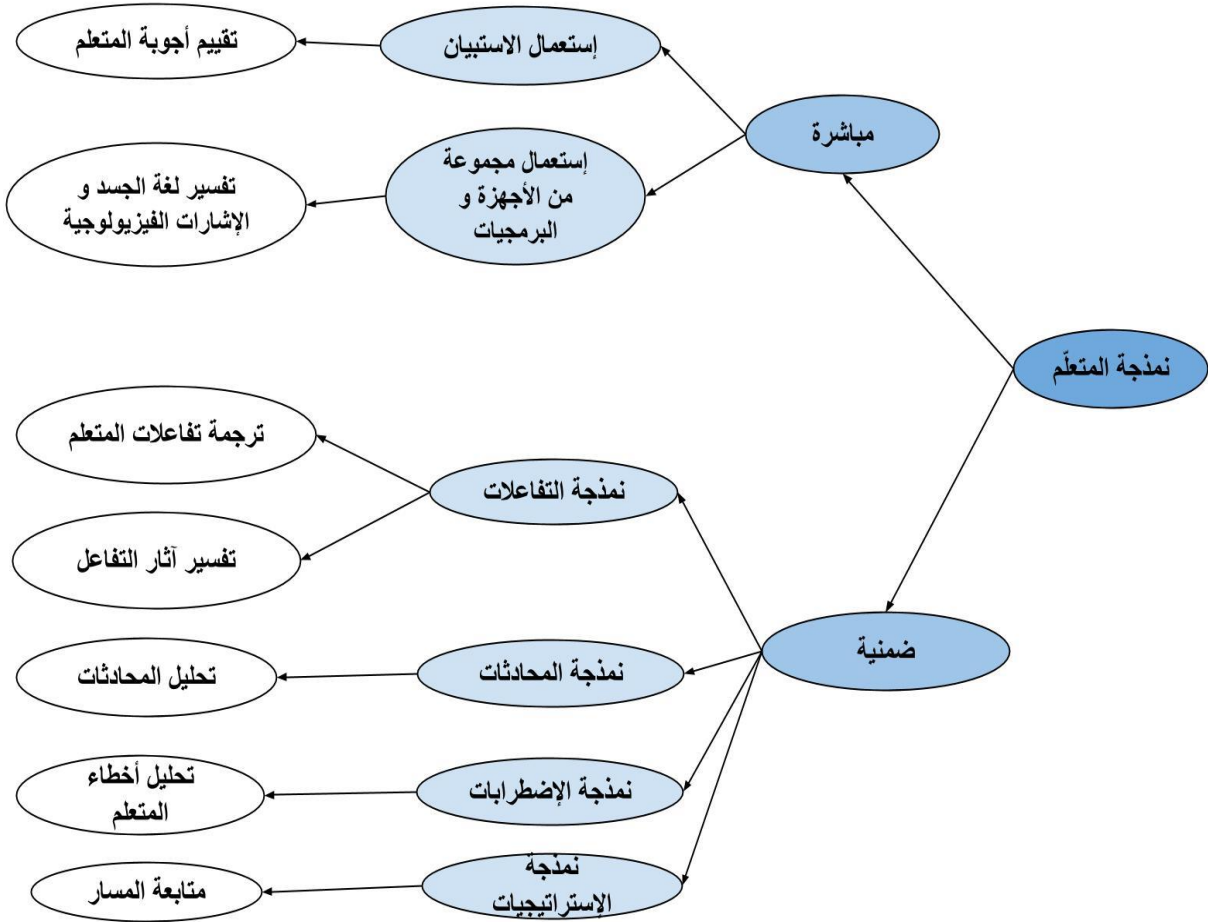 نمذجة المتعلّم
مباشرة
إستعمال الاستبيان
تقييم أجوبة المتعلم
إستعمال مجموعة
من الأجهزة و
البرمجيات
تفسير لغة الجسد و
الإشارات الفيزيولوجية
ضمنية
نمذجة التفاعلات
ترجمة تفاعلات المتعلم
تفسير آثار التفاعل
نمذجة المحادثات
تحليل المحادثات
نمذجة الإضطرابات
تحليل أخطاء
المتعلم
نمذجة
الإستراتيجيات
متابعة المسار